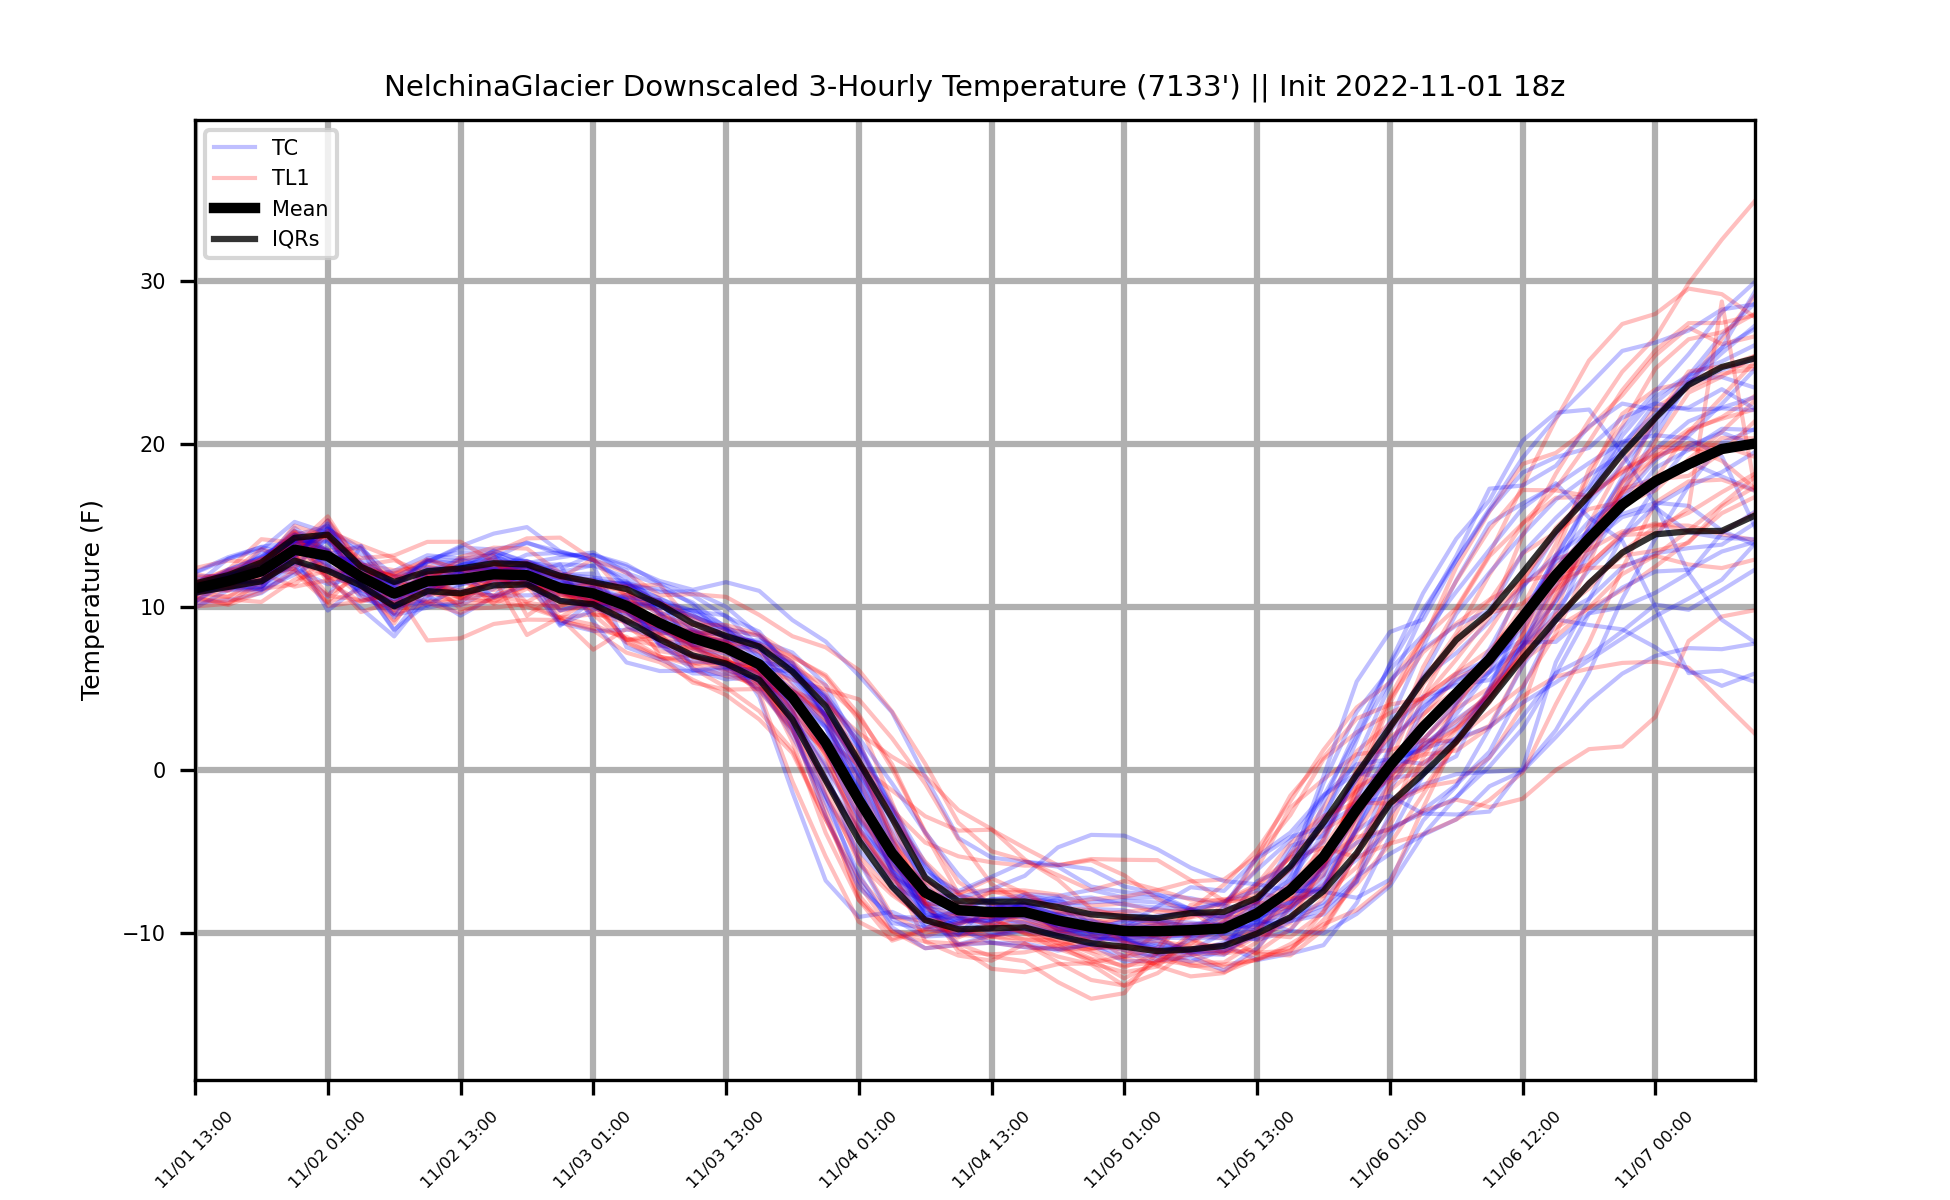 NelchinaGlacier Downscaled 3-Hourly Temperature (7133') || Init 2022-11-01 18z
TC
TL1
Mean
IQRs
Temperature (F)
30
20
10
0
−10
11/01 13:00
11/02 01:00
11/02 13:00
11/03 01:00
11/03 13:00
11/04 01:00
11/04 13:00
11/05 01:00
11/05 13:00
11/06 01:00
11/06 12:00
11/07 00:00